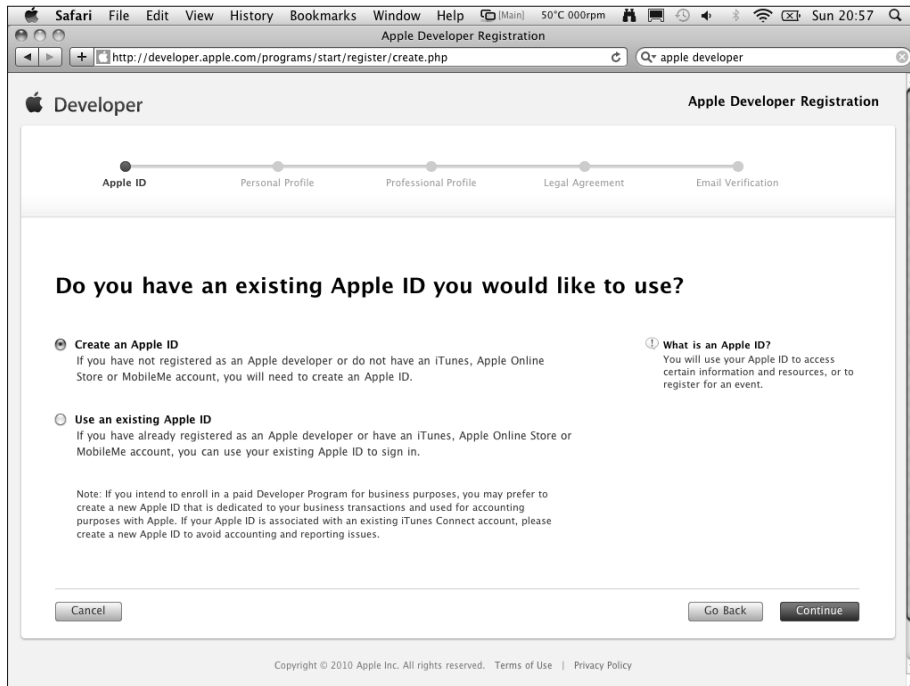 Safari File Edit View History Bookmarks Window Help [Main] 50°C 000rpm Sun 20:57
Apple Developer Registration
http://developer.apple.com/programs/start/register/create.php apple developer
Developer
Apple Developer Registration
Apple ID Personal Profile Professional Profile Legal Agreement Email Verification
Do you have an existing Apple ID you would like to use?
Create an Apple ID
If you have not registered as an Apple developer or do not have an iTunes, Apple Online
Store or MobileMe account, you will need to create an Apple ID.
What is an Apple ID?
You will use your Apple ID to access
certain information and resources, or to
register for an event.
Use an existing Apple ID
If you have already registered as an Apple developer or have an iTunes, Apple Online Store or
MobileMe account, you can use your existing Apple ID to sign in.
Note: If you intend to enroll in a paid Developer Program for business purposes, you may prefer to
create a new Apple ID that is dedicated to your business transactions and used for accounting
purposes with Apple. If your Apple ID is associated with an existing iTunes Connect account, please
create a new Apple ID to avoid accounting and reporting issues.
Cancel Go Back Continue
Copyright © 2010 Apple Inc. All rights reserved. Terms of Use | Privacy Policy